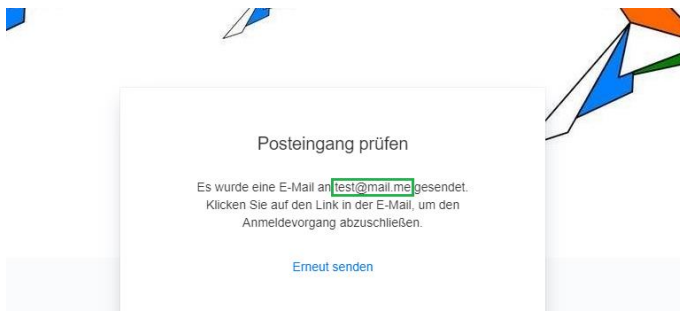 Posteingang prüfen
Es wurde eine E-Mail an test@mail.me gesendet.
Klicken Sie auf den Link in der E-Mail, um den
Anmeldevorgang abzuschließen.
Erneut senden